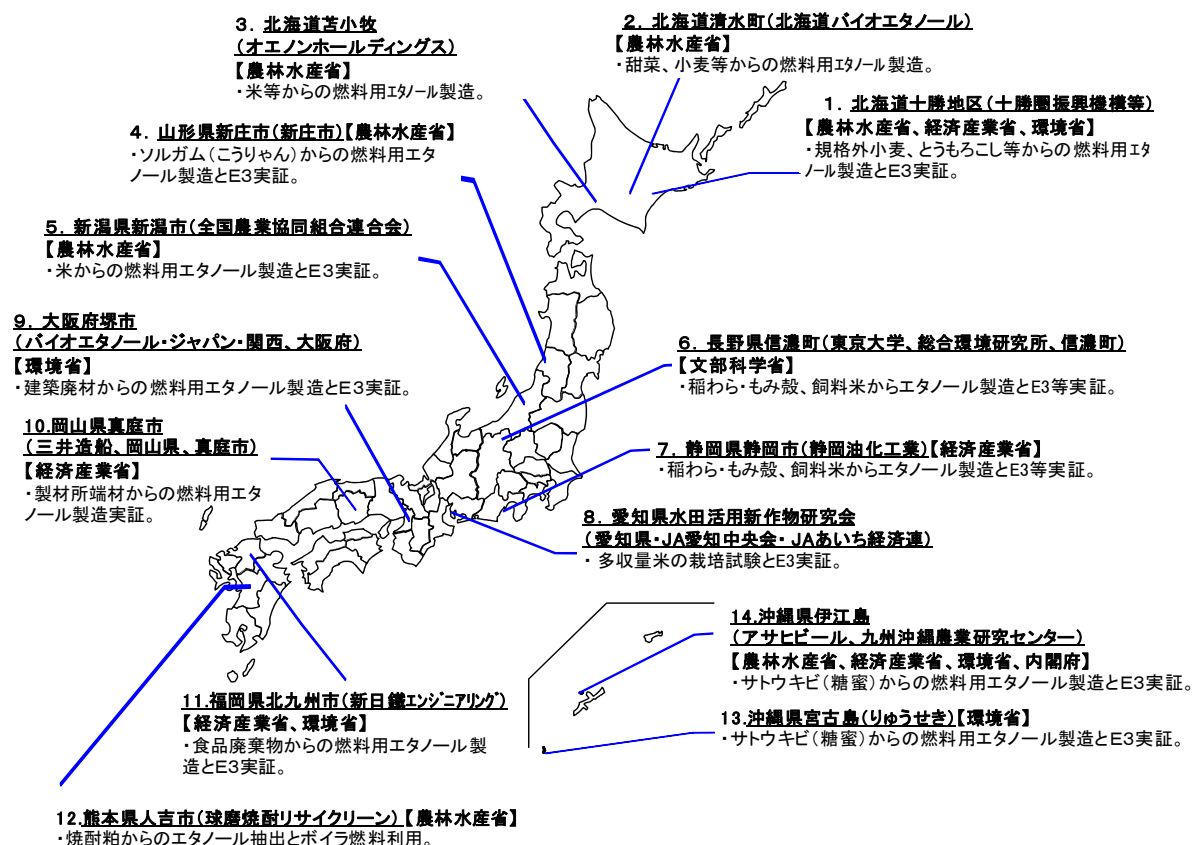 3．北海道苫小牧
（オエノンホールディングス）
【農林水産省】
・米等からの燃料用ｴﾀﾉｰﾙ製造。
2．北海道清水町（北海道バイオエタノール）
【農林水産省】
・甜菜、小麦等からの燃料用ｴﾀﾉｰﾙ製造。
1．北海道十勝地区（十勝圏振興機構等）
【農林水産省、経済産業省、環境省】
・規格外小麦、とうもろこし等からの燃料用ｴﾀ
ﾉｰﾙ製造とE3実証。
4．山形県新庄市（新庄市）【農林水産省】
・ソルガム（こうりゃん）からの燃料用エタ
ノール製造とE3実証。
5．新潟県新潟市（全国農業協同組合連合会）
【農林水産省】
・米からの燃料用エタノール製造とE3実証。
9．大阪府堺市
（バイオエタノール・ジャパン・関西、大阪府）
【環境省】
・建築廃材からの燃料用エタノール製造とE3実証。
6．長野県信濃町（東京大学、総合環境研究所、信濃町）
【文部科学省】
・稲わら・もみ殻、飼料米からエタノール製造とE3等実証。
10.岡山県真庭市
（三井造船、岡山県、真庭市）
【経済産業省】
・製材所端材からの燃料用エタ
ノール製造実証。
7．静岡県静岡市（静岡油化工業）【経済産業省】
・稲わら・もみ殻、飼料米からエタノール製造とE3等実証。
8．愛知県水田活用新作物研究会
（愛知県・JA愛知中央会・JAあいち経済連）
・多収量米の栽培試験とE3実証。
14.沖縄県伊江島
（アサヒビール、九州沖縄農業研究センター）
【農林水産省、経済産業省、環境省、内閣府】
・サトウキビ（糖蜜）からの燃料用エタノール製造とE3実証。
13.沖縄県宮古島（りゅうせき）【環境省】
・サトウキビ（糖蜜）からの燃料用エタノール製造とE3実証。
11.福岡県北九州市（新日鐵ｴﾝｼﾞﾆｱﾘﾝｸﾞ）
【経済産業省、環境省】
・食品廃棄物からの燃料用エタノール製
造とE3実証。
12.熊本県人吉市（球磨焼酎リサイクリーン）【農林水産省】
・焼酎粕からのエタノール抽出とボイラ燃料利用。